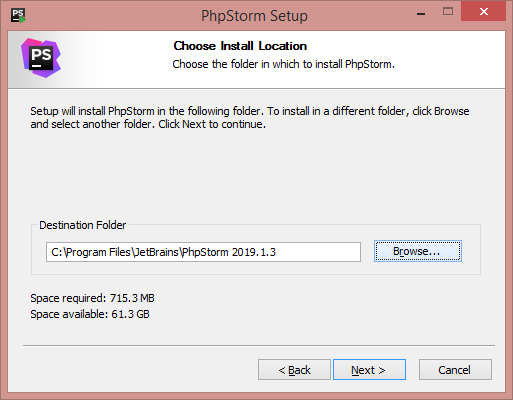 PS
PhpStorm Setup
PS
Choose Install Location
Choose the folder in which to install PhpStorm.
Setup will install PhpStorm in the following folder. To install in a different folder, click Browse
and select another folder. Click Next to continue.
Destination Folder
C:\Program Files\JetBrains\PhpStorm 2019.1.3
Browse...
Space required: 715.3 MB
Space available: 61.3 GB
< Back
Next >
Cancel